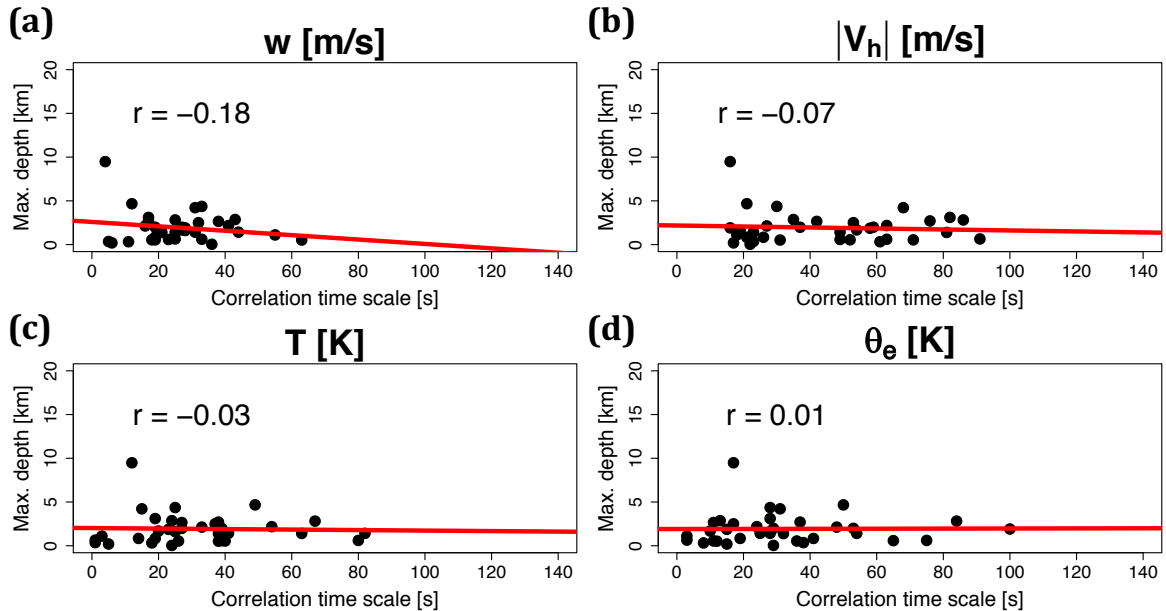 (a)
w [m/s]
Max. depth [km]
20
15
10
5
0
r = −0.18
0 20 40 60 80 100 120 140
Correlation time scale [s]
(b)
|V_h| [m/s]
Max. depth [km]
20
15
10
5
0
r = −0.07
0 20 40 60 80 100 120 140
Correlation time scale [s]
(c)
T [K]
Max. depth [km]
20
15
10
5
0
r = −0.03
0 20 40 60 80 100 120 140
Correlation time scale [s]
(d)
θ_e [K]
Max. depth [km]
20
15
10
5
0
r = 0.01
0 20 40 60 80 100 120 140
Correlation time scale [s]